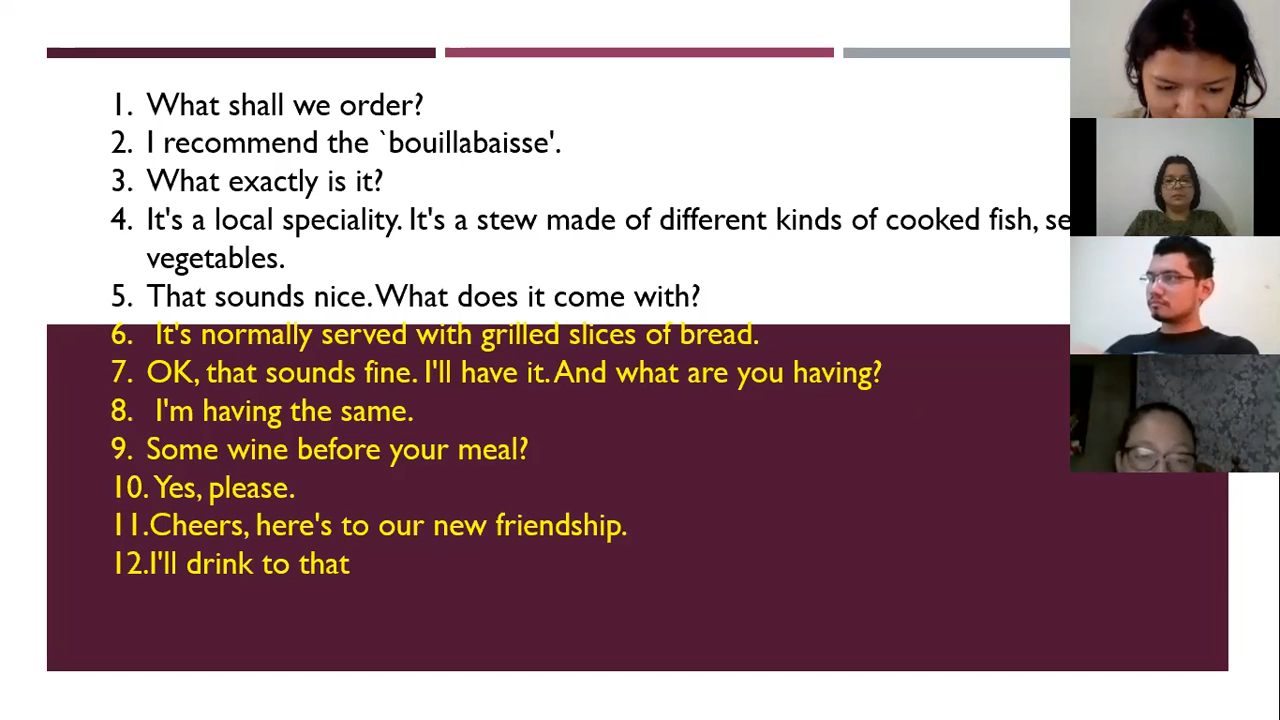 1. What shall we order?
2. I recommend the `bouillabaisse'.
3. What exactly is it?
4. It's a local speciality. It's a stew made of different kinds of cooked fish,
vegetables.
5. That sounds nice. What does it come with?
6. It's normally served with grilled slices of bread.
7. OK, that sounds fine. I'll have it. And what are you having?
8. I'm having the same.
9. Some wine before your meal?
10. Yes, please.
11.Cheers, here's to our new friendship.
12.I'll drink to that